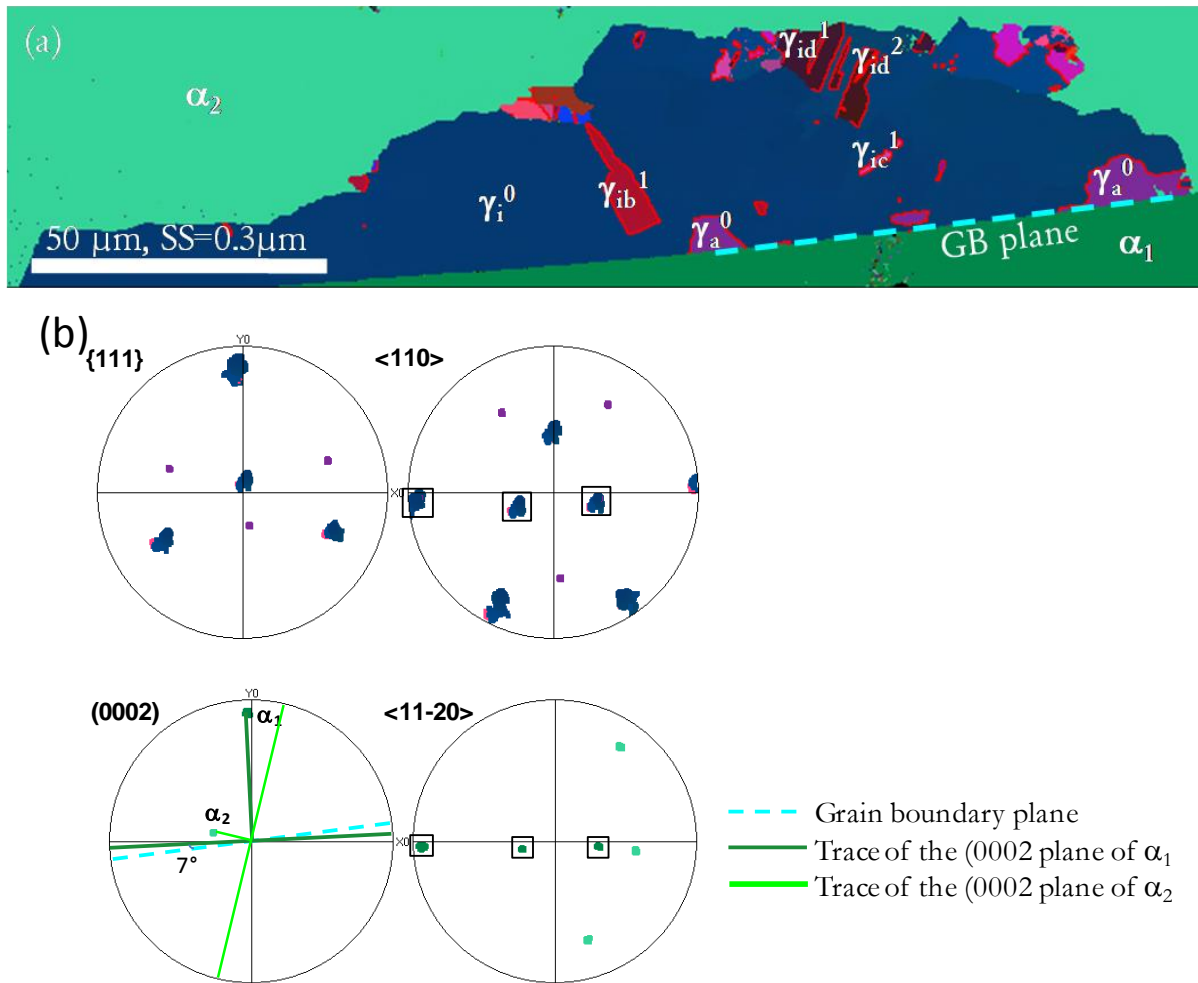 (a)
α₂
γid¹
γid²
γic¹
γi⁰
γib¹
γa⁰
γa⁰
50 µm, SS=0.3µm
GB plane
α₁
(b)
{111}
Y0
<110>
X0
(0002)
Y0
α₁
<11-20>
α₂
7°
X0
Grain boundary plane
Trace of the (0002 plane of α₁
Trace of the (0002 plane of α₂